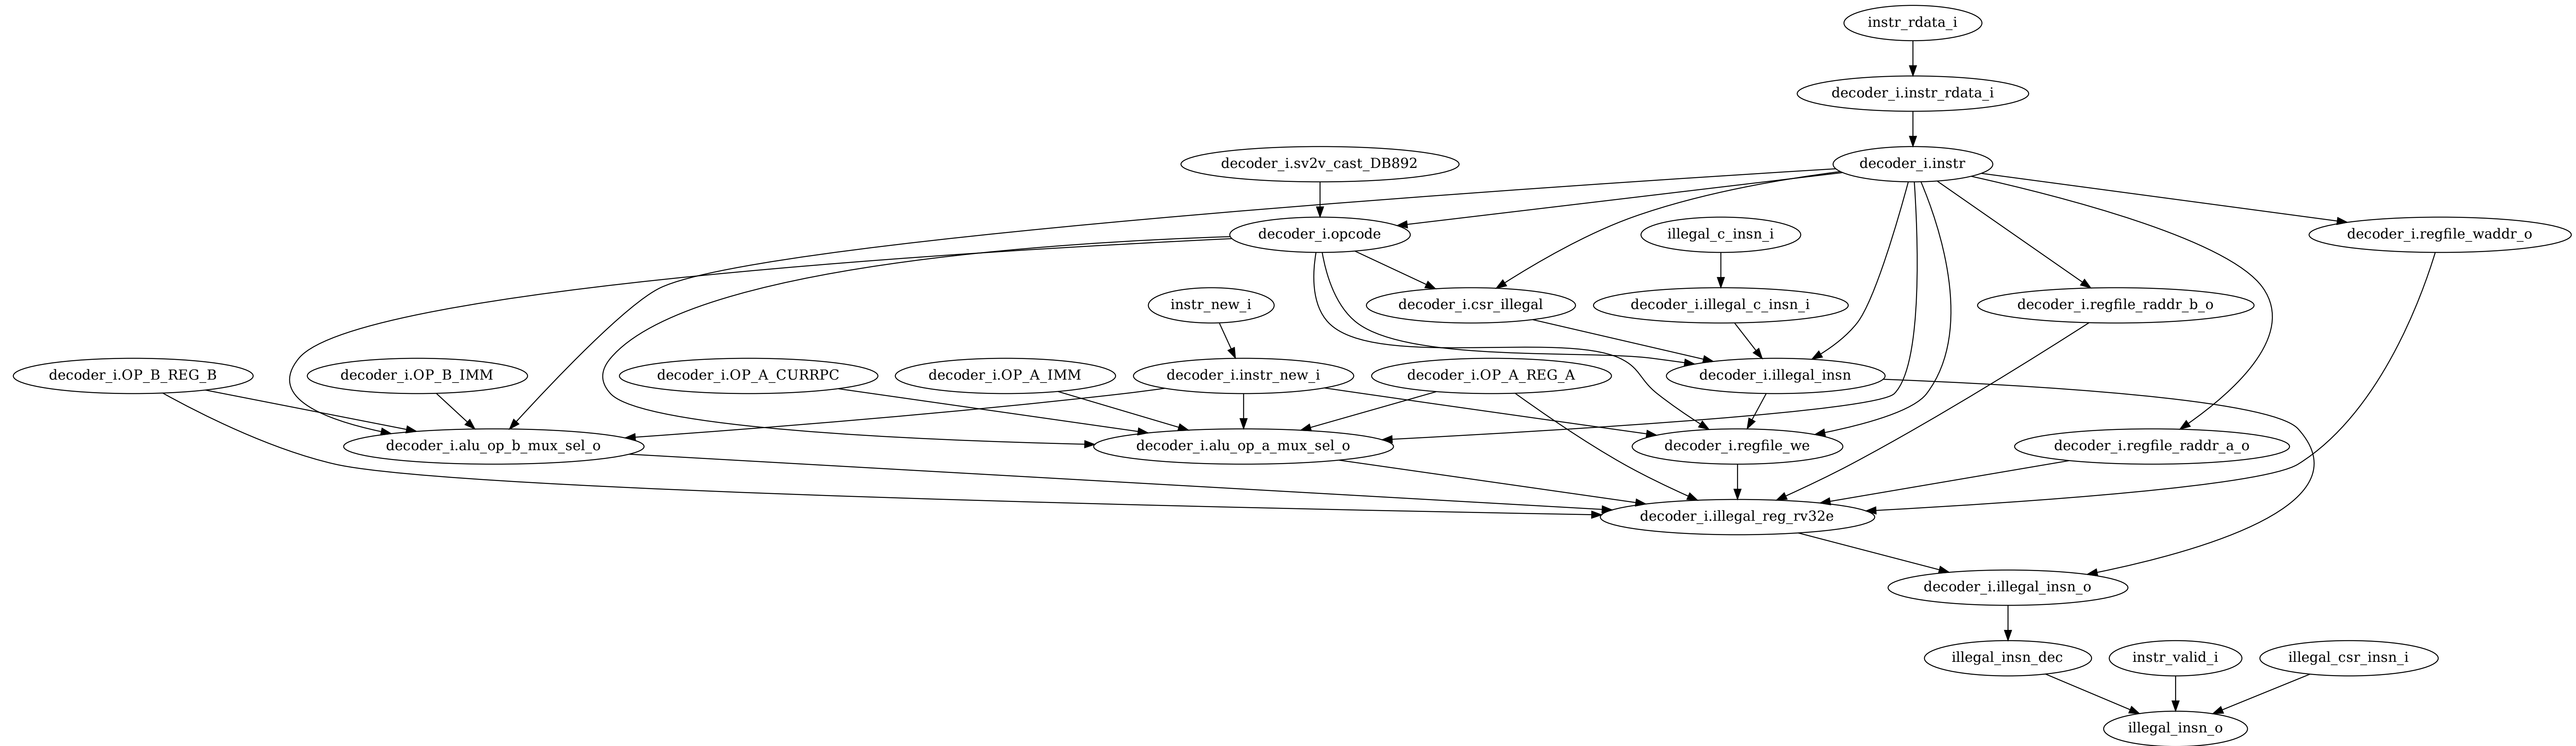 instr_rdata_i
decoder_i.instr_rdata_i
decoder_i.sv2v_cast_DB892
decoder_i.instr
decoder_i.opcode
illegal_c_insn_i
decoder_i.regfile_waddr_o
instr_new_i
decoder_i.csr_illegal
decoder_i.illegal_c_insn_i
decoder_i.regfile_raddr_b_o
decoder_i.OP_B_REG_B
decoder_i.OP_B_IMM
decoder_i.OP_A_CURRPC
decoder_i.OP_A_IMM
decoder_i.instr_new_i
decoder_i.OP_A_REG_A
decoder_i.illegal_insn
decoder_i.alu_op_b_mux_sel_o
decoder_i.alu_op_a_mux_sel_o
decoder_i.regfile_we
decoder_i.regfile_raddr_a_o
decoder_i.illegal_reg_rv32e
decoder_i.illegal_insn_o
illegal_insn_dec
instr_valid_i
illegal_csr_insn_i
illegal_insn_o